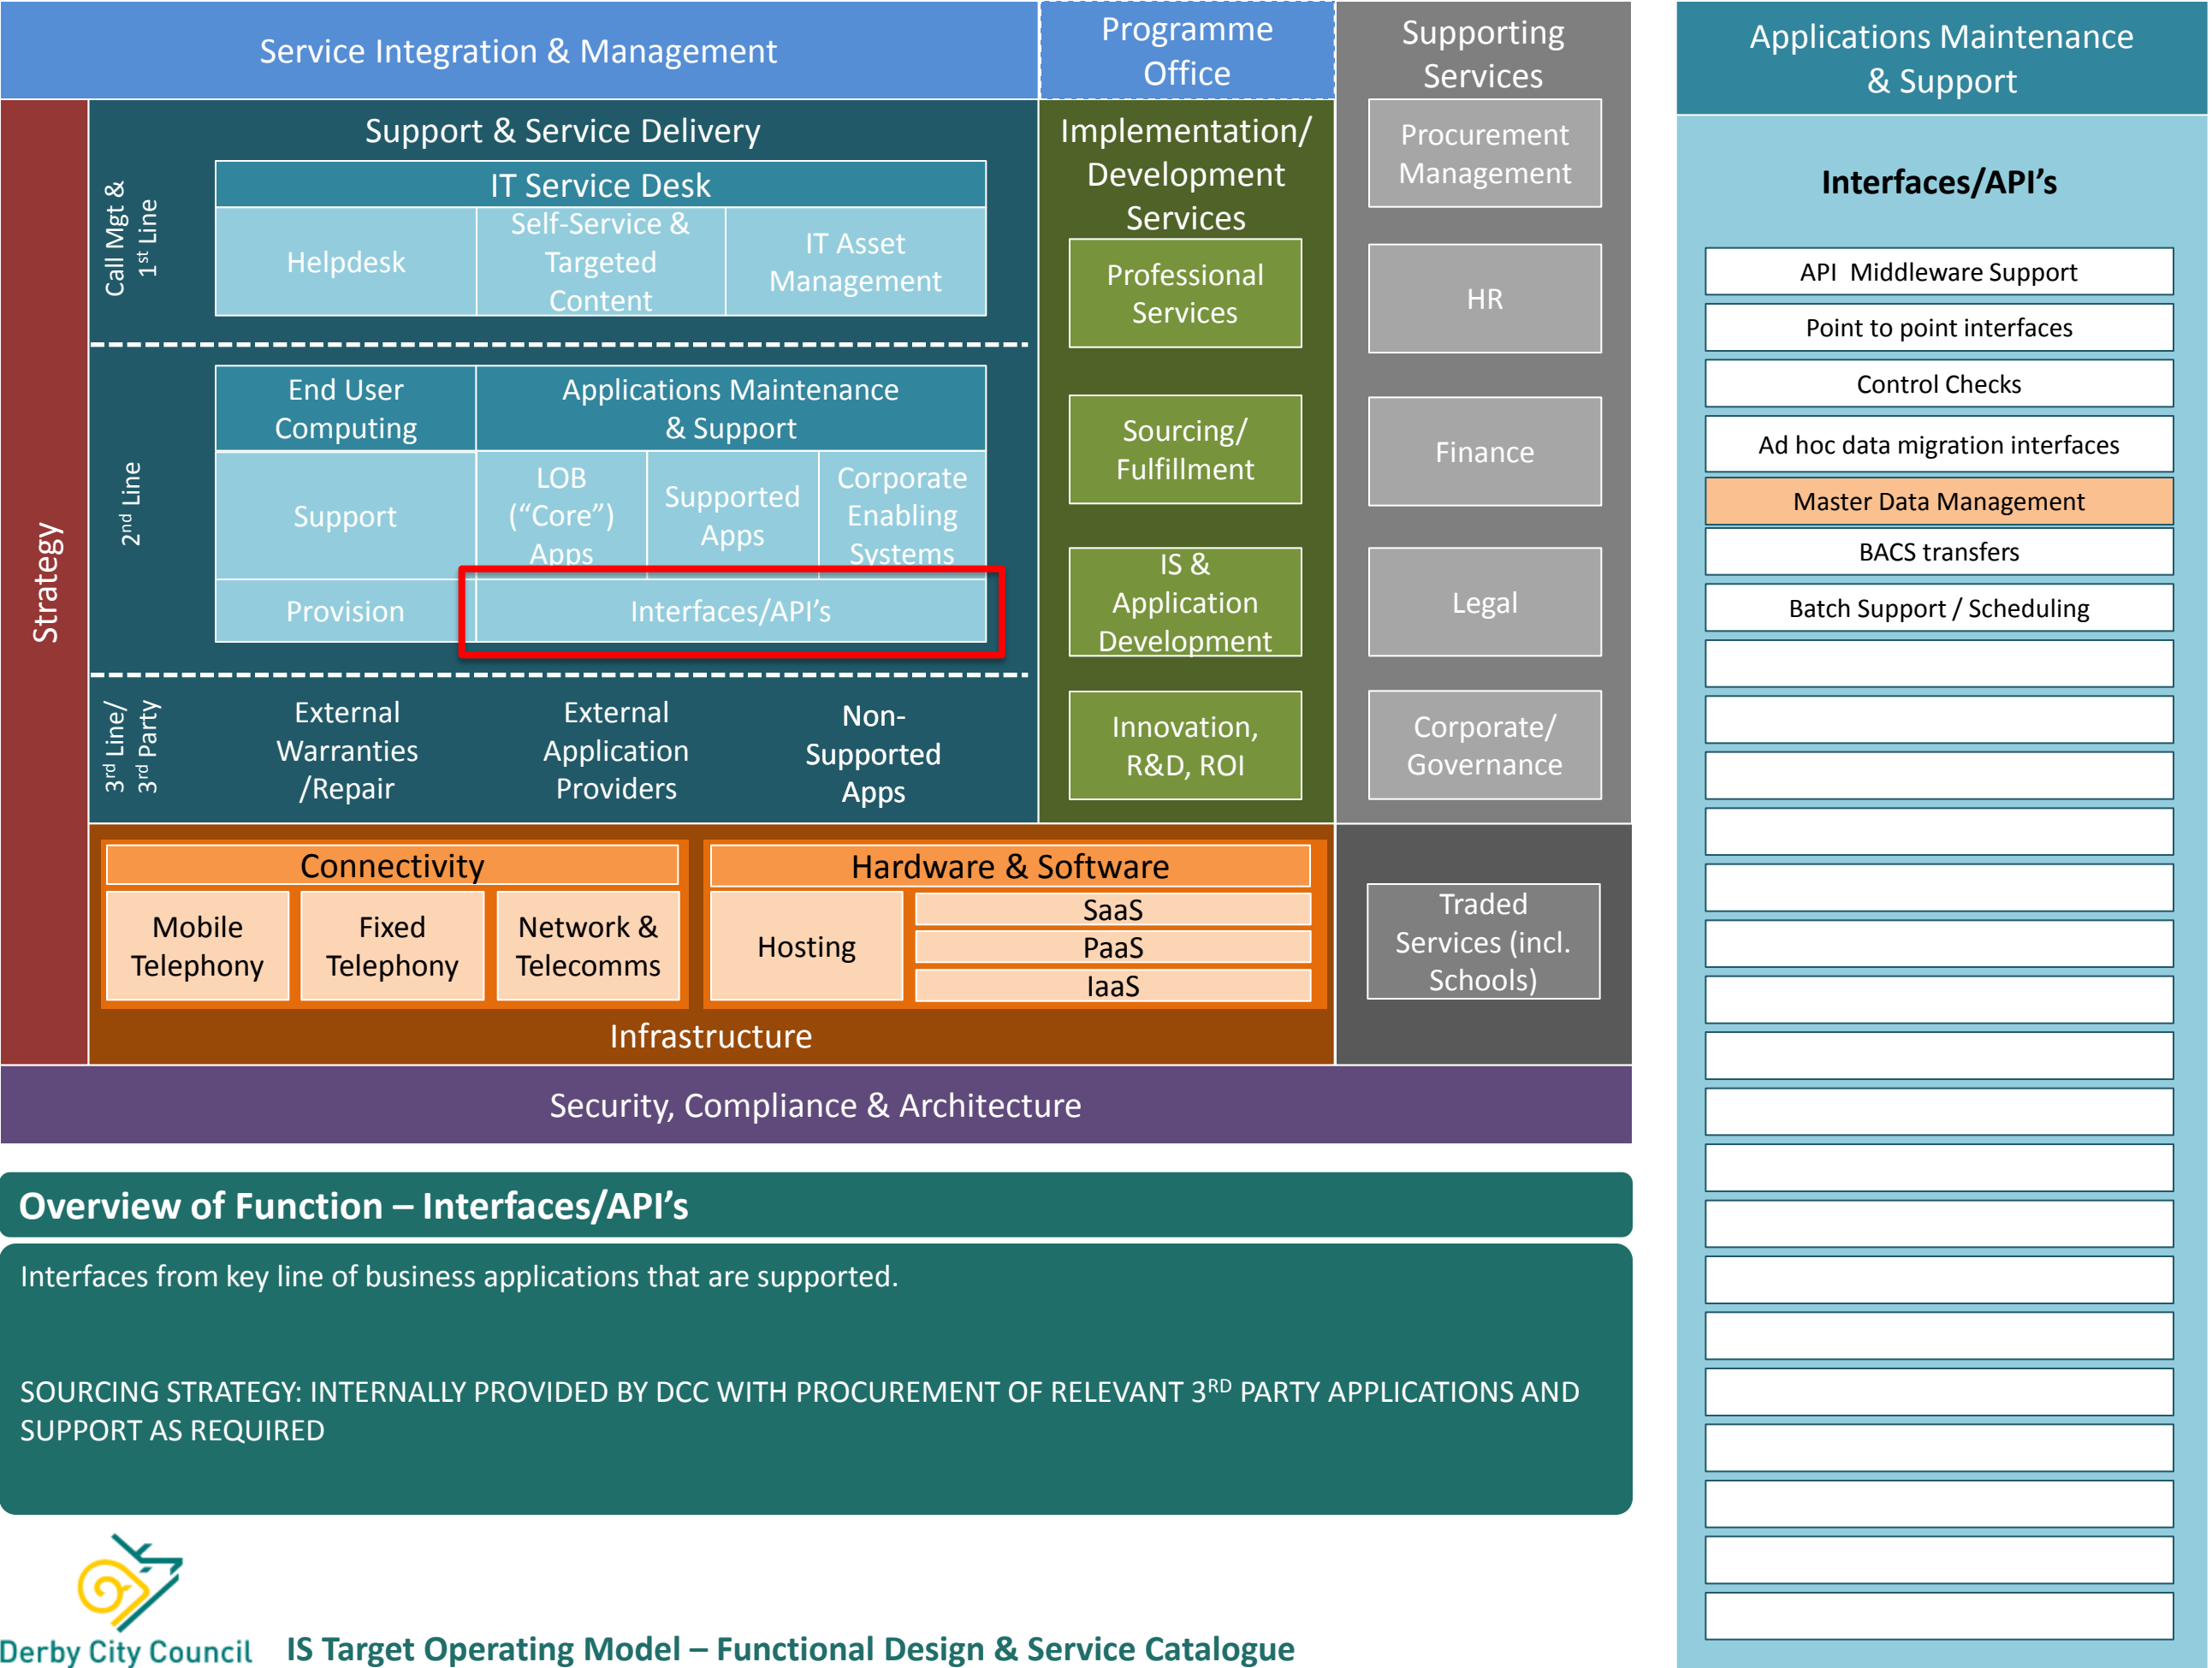 Service Integration & Management
Programme
Office
Supporting
Services
Strategy
Support & Service Delivery
Call Mgt &
1st Line
IT Service Desk
Helpdesk
Self-Service &
Targeted
Content
IT Asset
Management
2nd Line
End User
Computing
Applications Maintenance
& Support
Support
LOB
(“Core”)
Apps
Supported
Apps
Corporate
Enabling
Systems
Provision
Interfaces/API’s
3rd Line/
3rd Party
External
Warranties
/Repair
External
Application
Providers
Non-
Supported
Apps
Implementation/
Development
Services
Professional
Services
Sourcing/
Fulfillment
IS &
Application
Development
Innovation,
R&D, ROI
Procurement
Management
HR
Finance
Legal
Corporate/
Governance
Connectivity
Mobile
Telephony
Fixed
Telephony
Network &
Telecomms
Hardware & Software
Hosting
SaaS
PaaS
IaaS
Infrastructure
Traded
Services (incl.
Schools)
Security, Compliance & Architecture
Overview of Function – Interfaces/API’s
Interfaces from key line of business applications that are supported.
SOURCING STRATEGY: INTERNALLY PROVIDED BY DCC WITH PROCUREMENT OF RELEVANT 3RD PARTY APPLICATIONS AND
SUPPORT AS REQUIRED
Derby City Council
IS Target Operating Model – Functional Design & Service Catalogue
Applications Maintenance
& Support
Interfaces/API’s
API  Middleware Support
Point to point interfaces
Control Checks
Ad hoc data migration interfaces
Master Data Management
BACS transfers
Batch Support / Scheduling